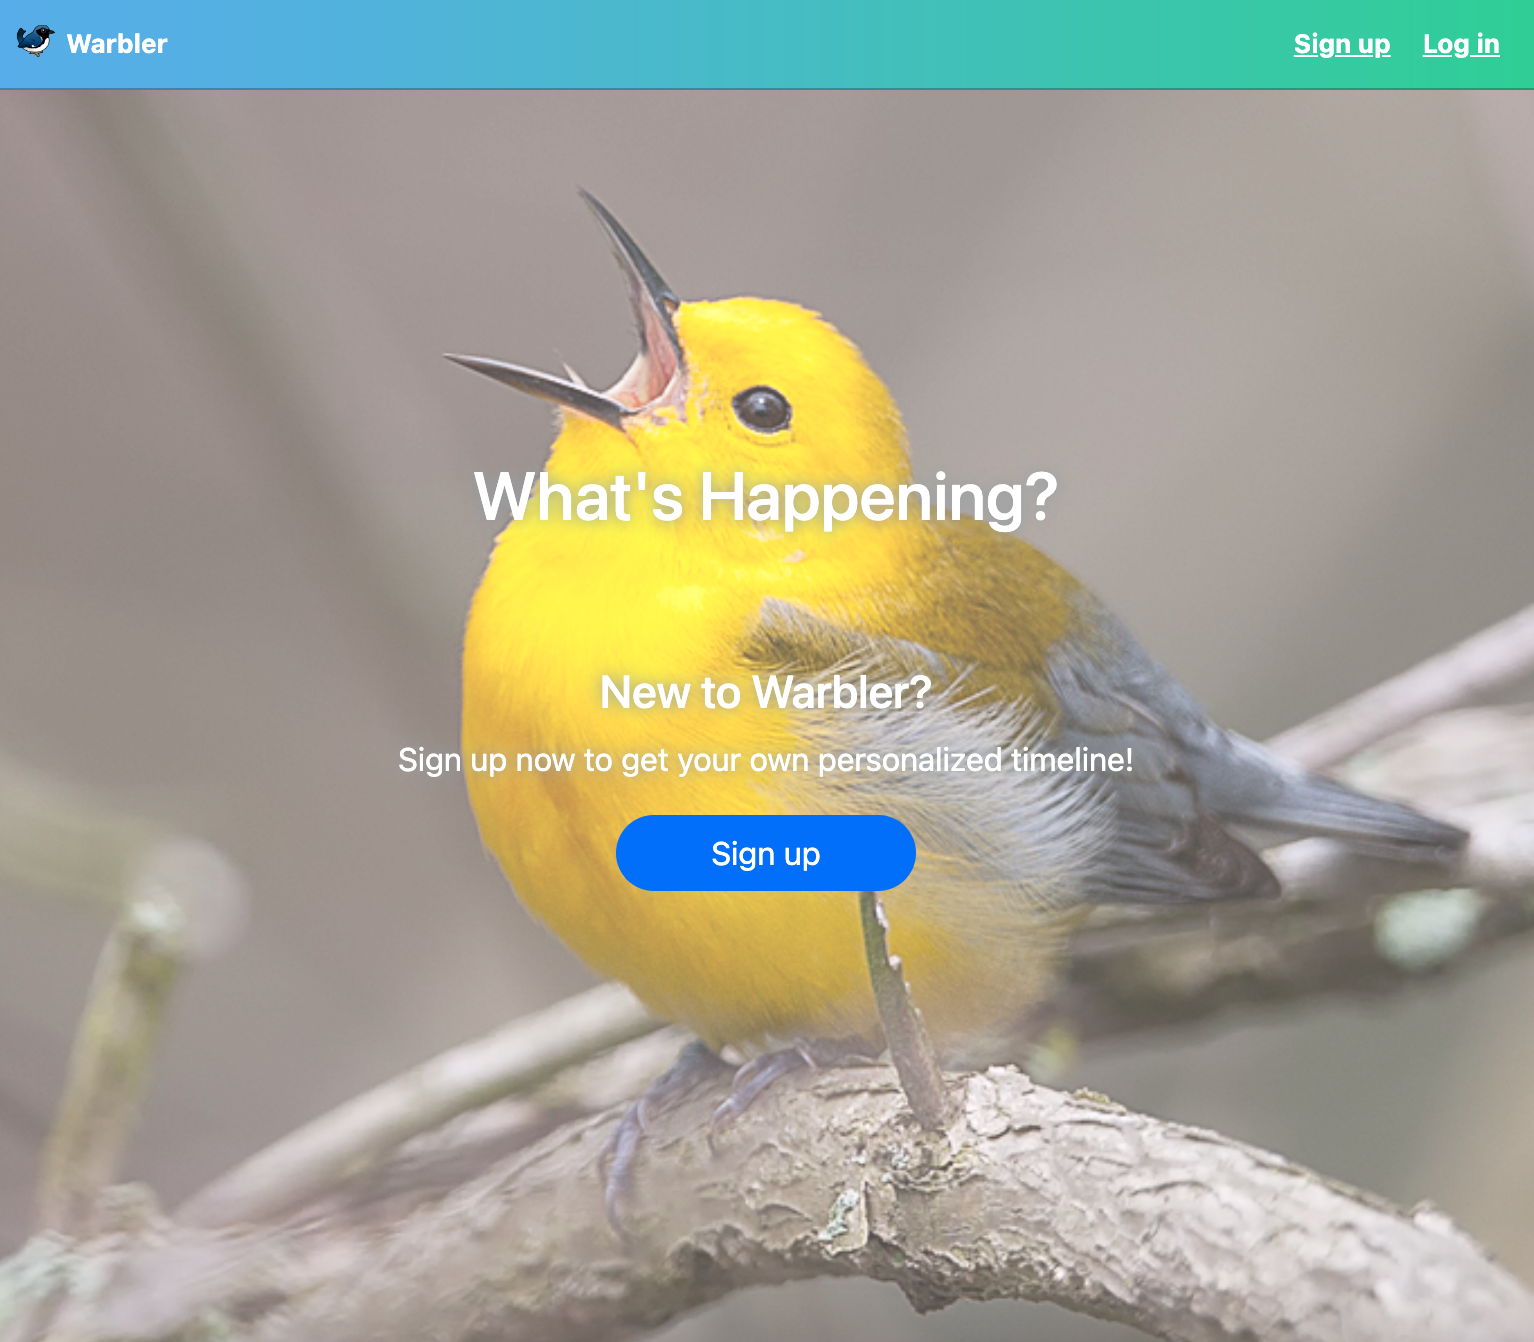 Warbler
Sign up
Log in
What's Happening?
New to Warbler?
Sign up now to get your own personalized timeline!
Sign up